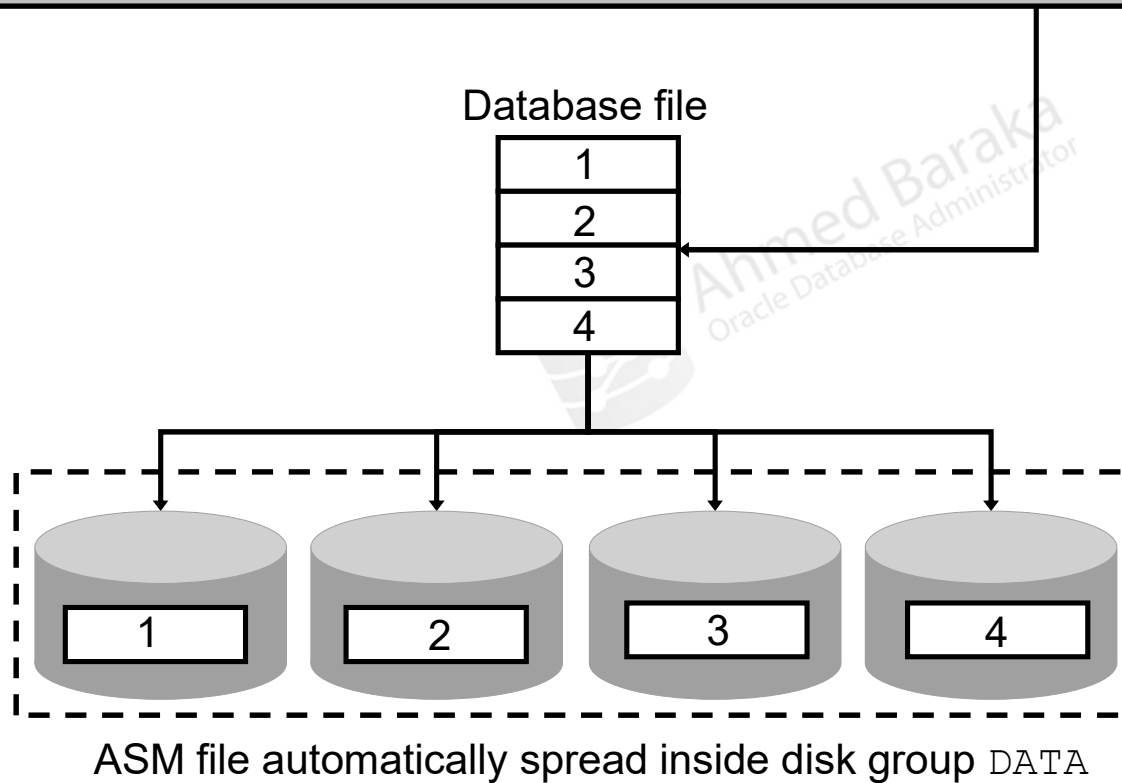 Database file
1
2
3
4
Ahmed Baraka
Oracle Database Administrator
1 2 3 4
ASM file automatically spread inside disk group DATA